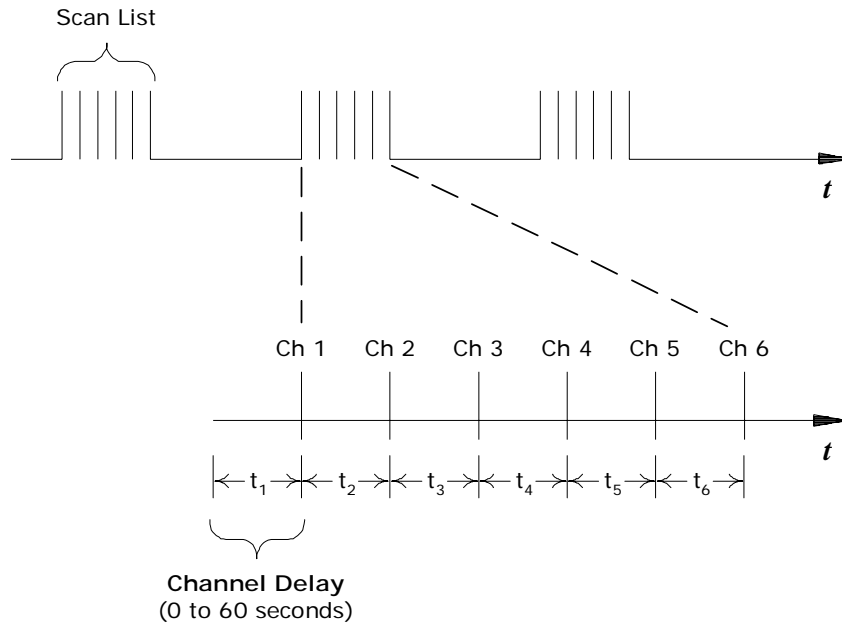 Scan List
t
Ch 1 Ch 2 Ch 3 Ch 4 Ch 5 Ch 6
t
t₁ t₂ t₃ t₄ t₅ t₆
Channel Delay
(0 to 60 seconds)